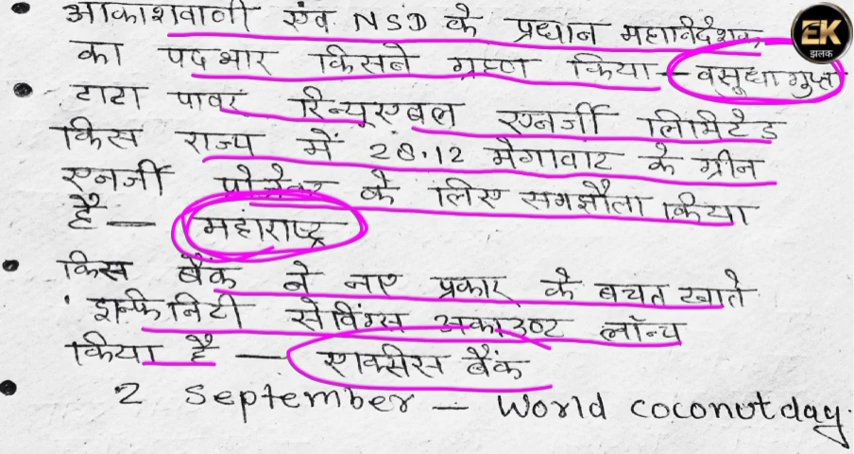 • आकाशवाणी एंव NSD के प्रधान महानिदेशक
का पदभार किसने ग्रहण किया — वसुधा गुप्त
• टाटा पावर रिन्यूएबल एनर्जी लिमिटेड
किस राज्य में 28.12 मेगावाट के ग्रीन
एनर्जी प्रोजेक्ट के लिए समझौता किया
है — महाराष्ट्र
• किस बैंक ने नए प्रकार के बचत खाते
' इन्फिनिटी सेविंग्स अकाउण्ट लॉन्च
किया है — एक्सिस बैंक
• 2 September — World coconut day.
EK
झलक